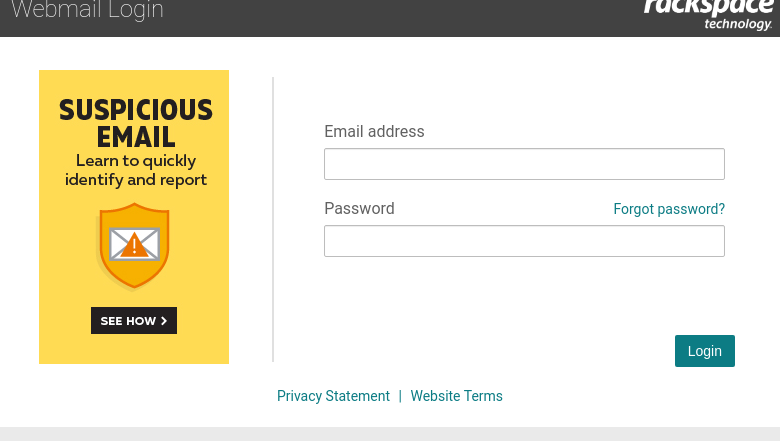 Webmail Login
rackspace
technology.
SUSPICIOUS
EMAIL
Learn to quickly
identify and report
SEE HOW
Email address
Password
Forgot password?
Login
Privacy Statement | Website Terms